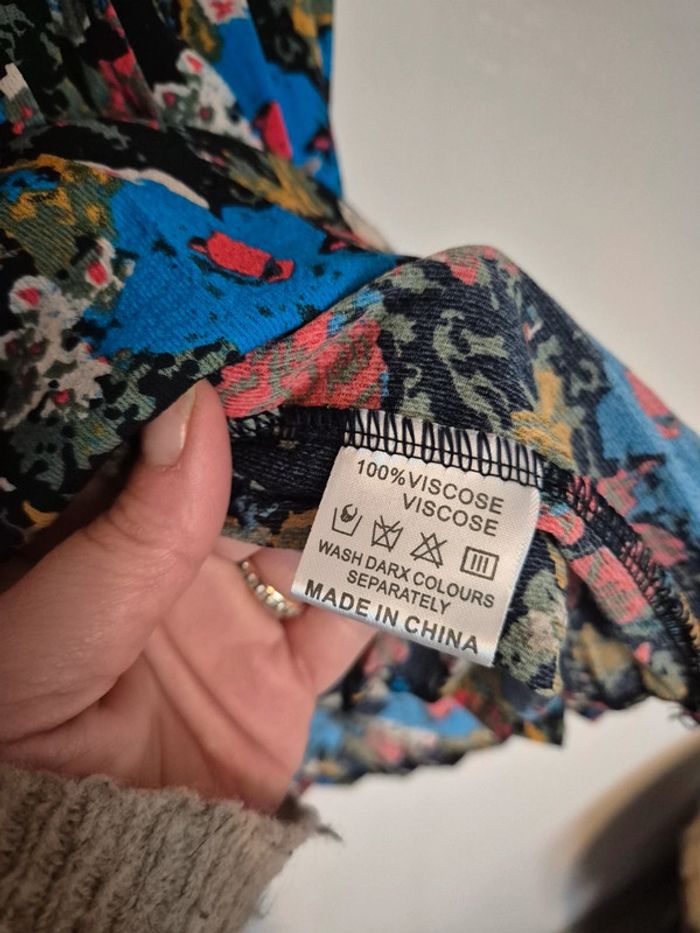 100%VISCOSE
VISCOSE
WASH DARX COLOURS
SEPARATELY
MADE IN CHINA